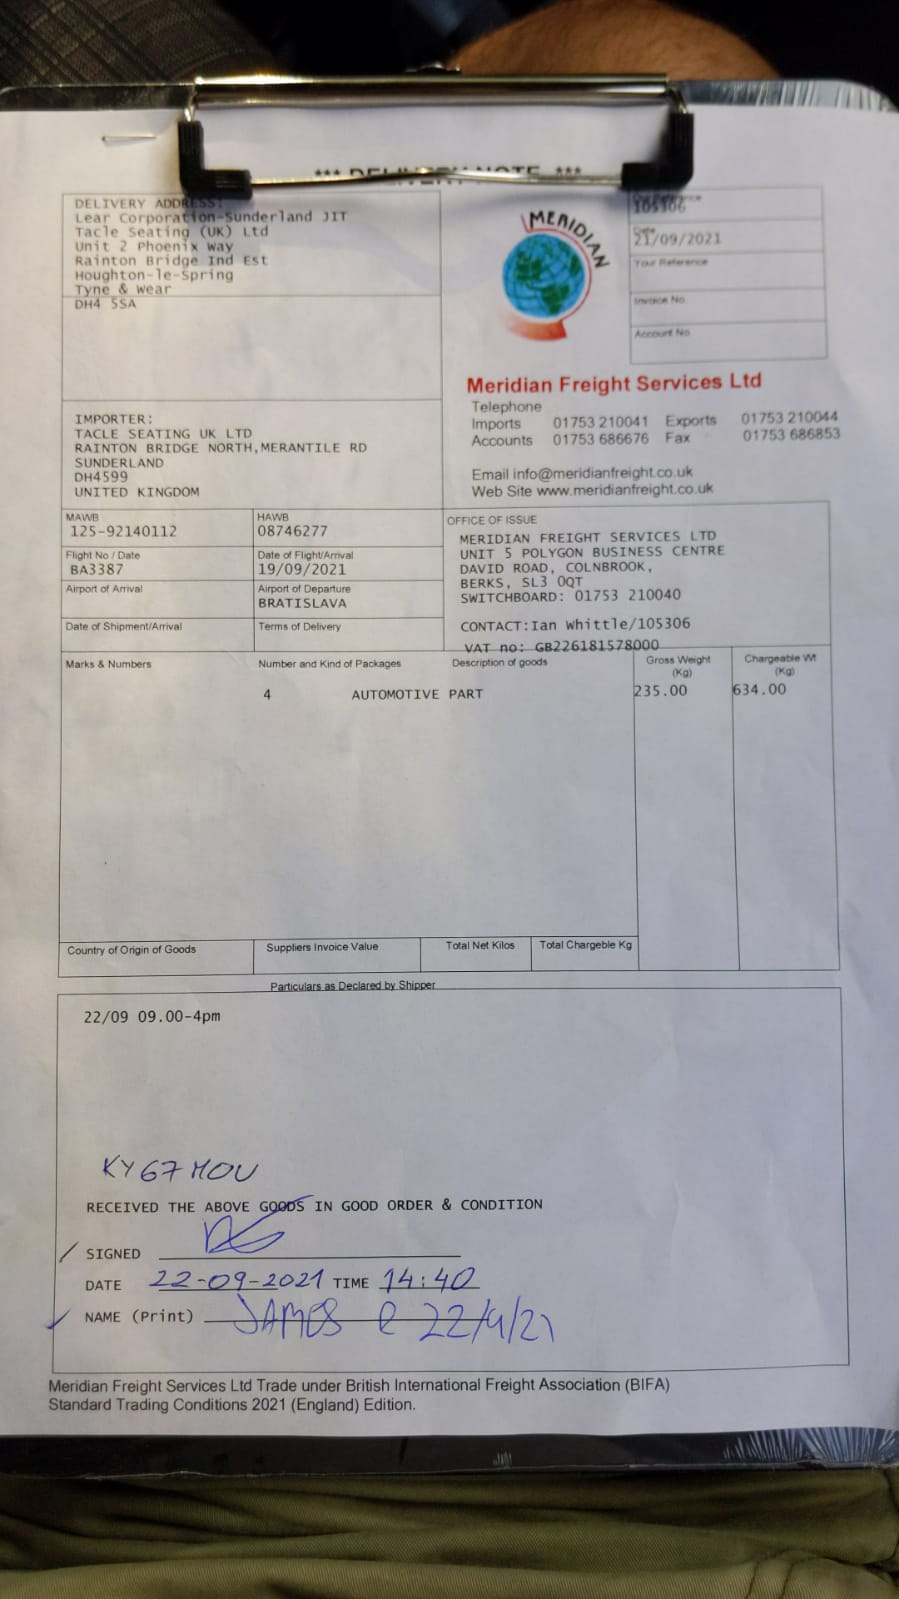 *** DELIVERY NOTE ***
DELIVERY ADDRESS:
Lear Corporation-Sunderland JIT
Tacle Seating (UK) Ltd
Unit 2 Phoenix way
Rainton Bridge Ind Est
Houghton-le-Spring
Tyne & Wear
DH4 5SA
MERIDIAN
105306
Date
21/09/2021
Your Reference
Invoice No
Account No
Meridian Freight Services Ltd
Telephone
Imports 01753 210041 Exports 01753 210044
Accounts 01753 686676 Fax 01753 686853
Email info@meridianfreight.co.uk
Web Site www.meridianfreight.co.uk
IMPORTER:
TACLE SEATING UK LTD
RAINTON BRIDGE NORTH,MERANTILE RD
SUNDERLAND
DH4599
UNITED KINGDOM
MAWB
125-92140112
HAWB
08746277
Flight No / Date
BA3387
Date of Flight/Arrival
19/09/2021
Airport of Arrival
Airport of Departure
BRATISLAVA
Date of Shipment/Arrival
Terms of Delivery
OFFICE OF ISSUE
MERIDIAN FREIGHT SERVICES LTD
UNIT 5 POLYGON BUSINESS CENTRE
DAVID ROAD, COLNBROOK,
BERKS, SL3 0QT
SWITCHBOARD: 01753 210040
CONTACT:Ian Whittle/105306
VAT no: GB226181578000
Marks & Numbers
Number and Kind of Packages
Description of goods
Gross Weight
(Kg)
Chargeable Wt
(Kg)
4 AUTOMOTIVE PART 235.00 634.00
Country of Origin of Goods
Suppliers Invoice Value
Total Net Kilos
Total Chargeble Kg
Particulars as Declared by Shipper
22/09 09.00-4pm
KY67MOU
RECEIVED THE ABOVE GOODS IN GOOD ORDER & CONDITION
SIGNED
DATE 22-09-2021 TIME 14:40
NAME (Print) JAMES
Meridian Freight Services Ltd Trade under British International Freight Association (BIFA)
Standard Trading Conditions 2021 (England) Edition.